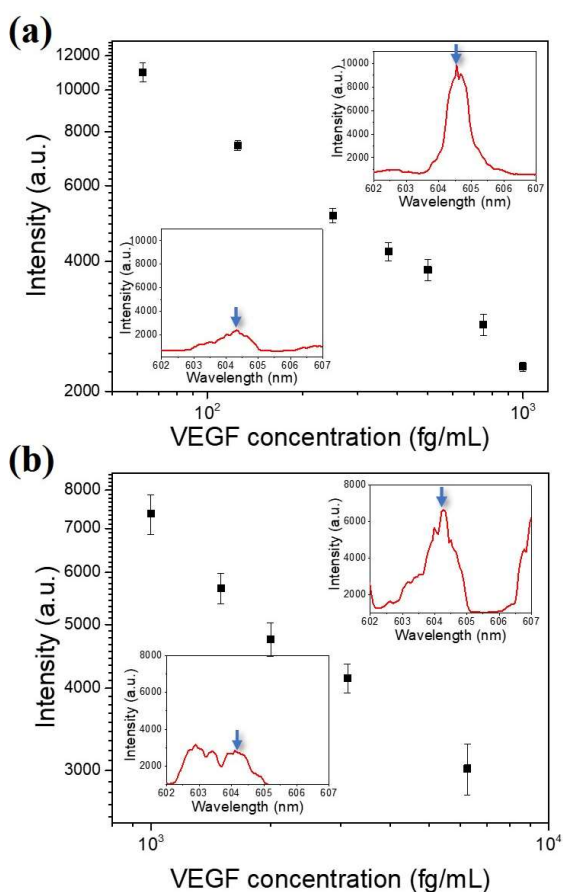 (a)
12000
10000
8000
6000
4000
2000
Intensity (a.u.)
10²
10³
VEGF concentration (fg/mL)
10000
8000
6000
4000
2000
Intensity (a.u.)
602 603 604 605 606 607
Wavelength (nm)
10000
8000
6000
4000
2000
Intensity (a.u.)
602 603 604 605 606 607
Wavelength (nm)
(b)
8000
7000
6000
5000
4000
3000
Intensity (a.u.)
10³
10⁴
VEGF concentration (fg/mL)
8000
6000
4000
2000
Intensity (a.u.)
602 603 604 605 606 607
Wavelength (nm)
8000
6000
4000
2000
Intensity (a.u.)
602 603 604 605 606 607
Wavelength (nm)